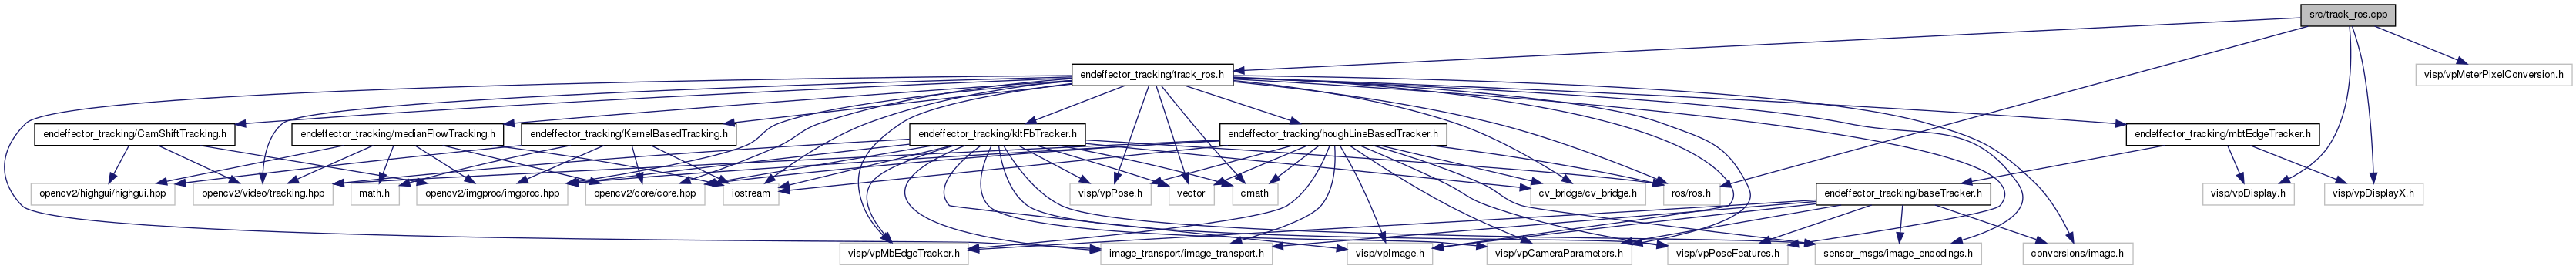 src/track_ros.cpp
endeffector_tracking/track_ros.h
visp/vpMeterPixelConversion.h
endeffector_tracking/CamShiftTracking.h
endeffector_tracking/medianFlowTracking.h
endeffector_tracking/KernelBasedTracking.h
endeffector_tracking/kltFbTracker.h
endeffector_tracking/houghLineBasedTracker.h
endeffector_tracking/mbtEdgeTracker.h
opencv2/highgui/highgui.hpp
opencv2/video/tracking.hpp
math.h
opencv2/imgproc/imgproc.hpp
opencv2/core/core.hpp
iostream
visp/vpPose.h
vector
cmath
cv_bridge/cv_bridge.h
ros/ros.h
endeffector_tracking/baseTracker.h
visp/vpDisplay.h
visp/vpDisplayX.h
visp/vpMbEdgeTracker.h
image_transport/image_transport.h
visp/vpImage.h
visp/vpCameraParameters.h
visp/vpPoseFeatures.h
sensor_msgs/image_encodings.h
conversions/image.h